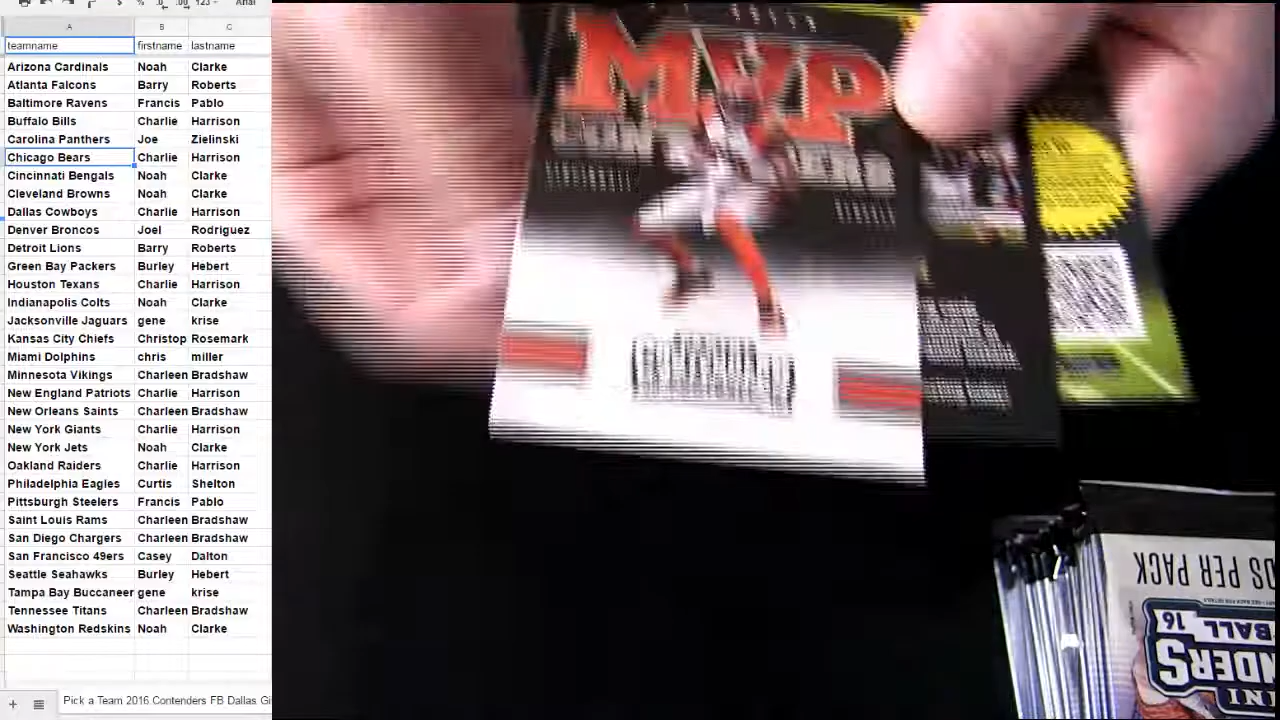 teamname firstname lastname
Arizona Cardinals Noah Clarke
Atlanta Falcons Barry Roberts
Baltimore Ravens Francis Pablo
Buffalo Bills Charlie Harrison
Carolina Panthers Joe Zielinski
Chicago Bears Charlie Harrison
Cincinnati Bengals Noah Clarke
Cleveland Browns Noah Clarke
Dallas Cowboys Charlie Harrison
Denver Broncos Joel Rodriguez
Detroit Lions Barry Roberts
Green Bay Packers Burley Hebert
Houston Texans Charlie Harrison
Indianapolis Colts Noah Clarke
Jacksonville Jaguars gene krise
Kansas City Chiefs Christop Rosemark
Miami Dolphins chris miller
Minnesota Vikings Charleen Bradshaw
New England Patriots Charlie Harrison
New Orleans Saints Charleen Bradshaw
New York Giants Charlie Harrison
New York Jets Noah Clarke
Oakland Raiders Charlie Harrison
Philadelphia Eagles Curtis Shelton
Pittsburgh Steelers Francis Pablo
Saint Louis Rams Charleen Bradshaw
San Diego Chargers Charleen Bradshaw
San Francisco 49ers Casey Dalton
Seattle Seahawks Burley Hebert
Tampa Bay Buccaneer gene krise
Tennessee Titans Charleen Bradshaw
Washington Redskins Noah Clarke
Pick a Team 2016 Contenders FB Dallas Gi
MVP
DS PER PACK
BALL 16
NDERS
INI